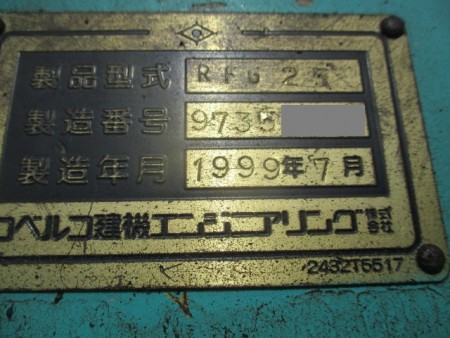 製品型式 RFG25
製造番号 973
製造年月 1999年7月
コベルコ建機エンジニアリング株式会社
2432T5517